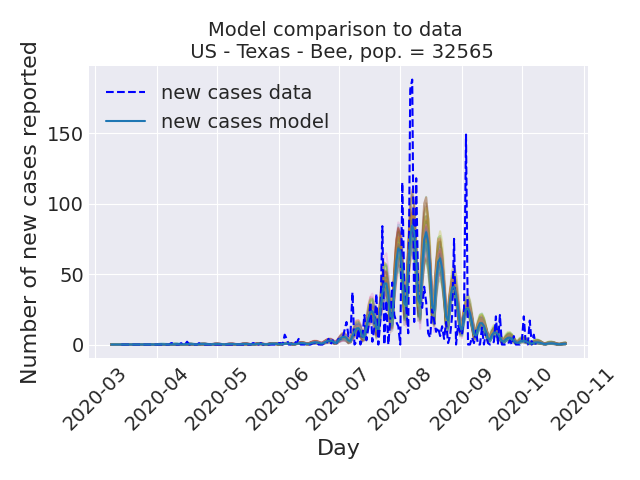 Model comparison to data
US - Texas - Bee, pop. = 32565
new cases data
new cases model
Number of new cases reported
150
100
50
0
2020-03
2020-04
2020-05
2020-06
2020-07
2020-08
2020-09
2020-10
2020-11
Day